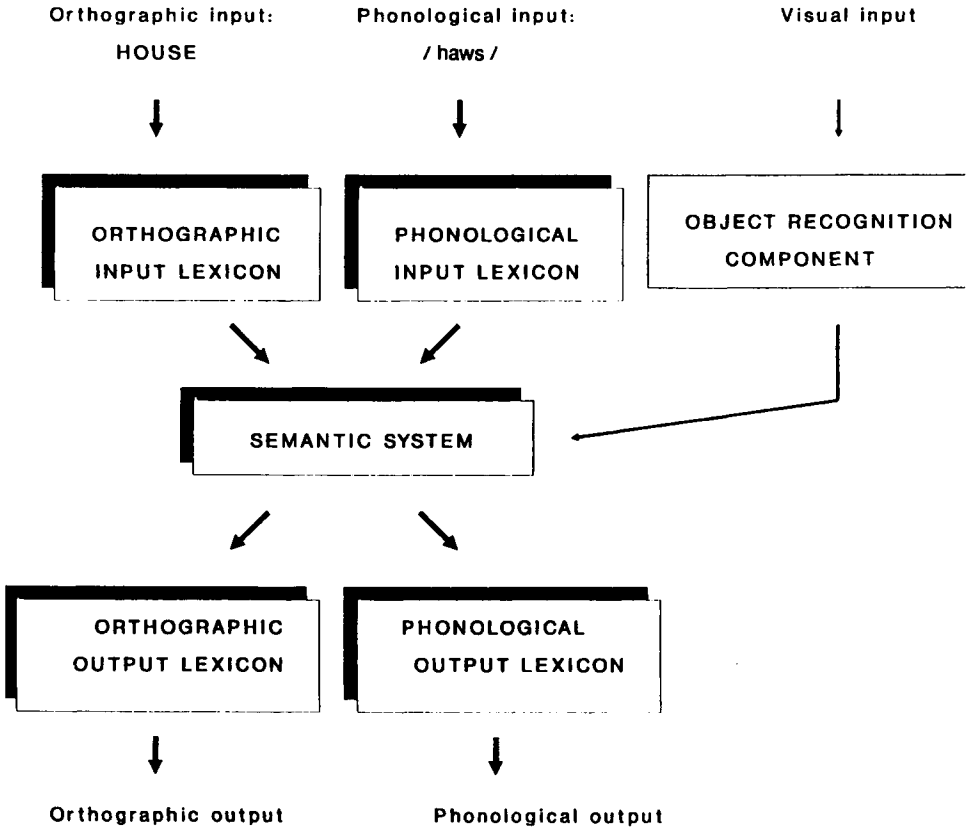 Orthographic input:
HOUSE
Phonological input:
/ haws /
Visual input
ORTHOGRAPHIC
INPUT LEXICON
PHONOLOGICAL
INPUT LEXICON
OBJECT RECOGNITION
COMPONENT
SEMANTIC SYSTEM
ORTHOGRAPHIC
OUTPUT LEXICON
PHONOLOGICAL
OUTPUT LEXICON
Orthographic output
Phonological output